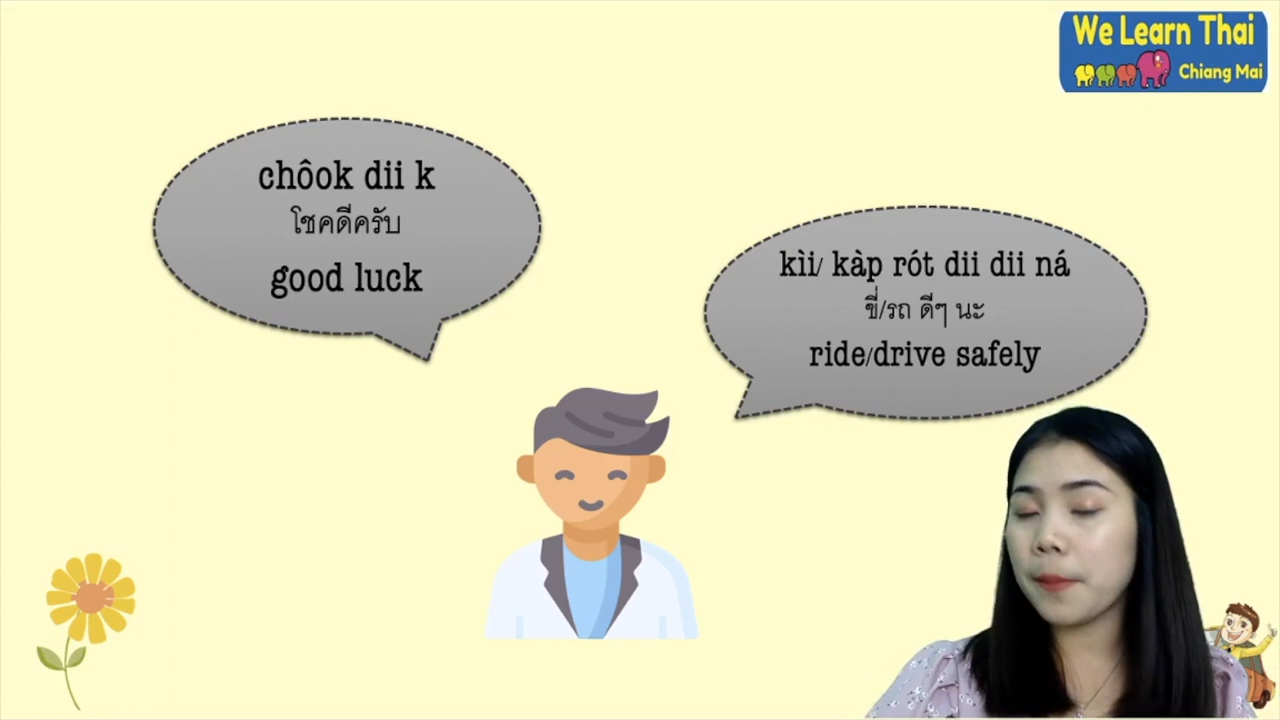 We Learn Thai
Chiang Mai
chôok dii k
โชคดีครับ
good luck
kìi/ kàp rót dii dii ná
ขี่/รถ ดีๆ นะ
ride/drive safely